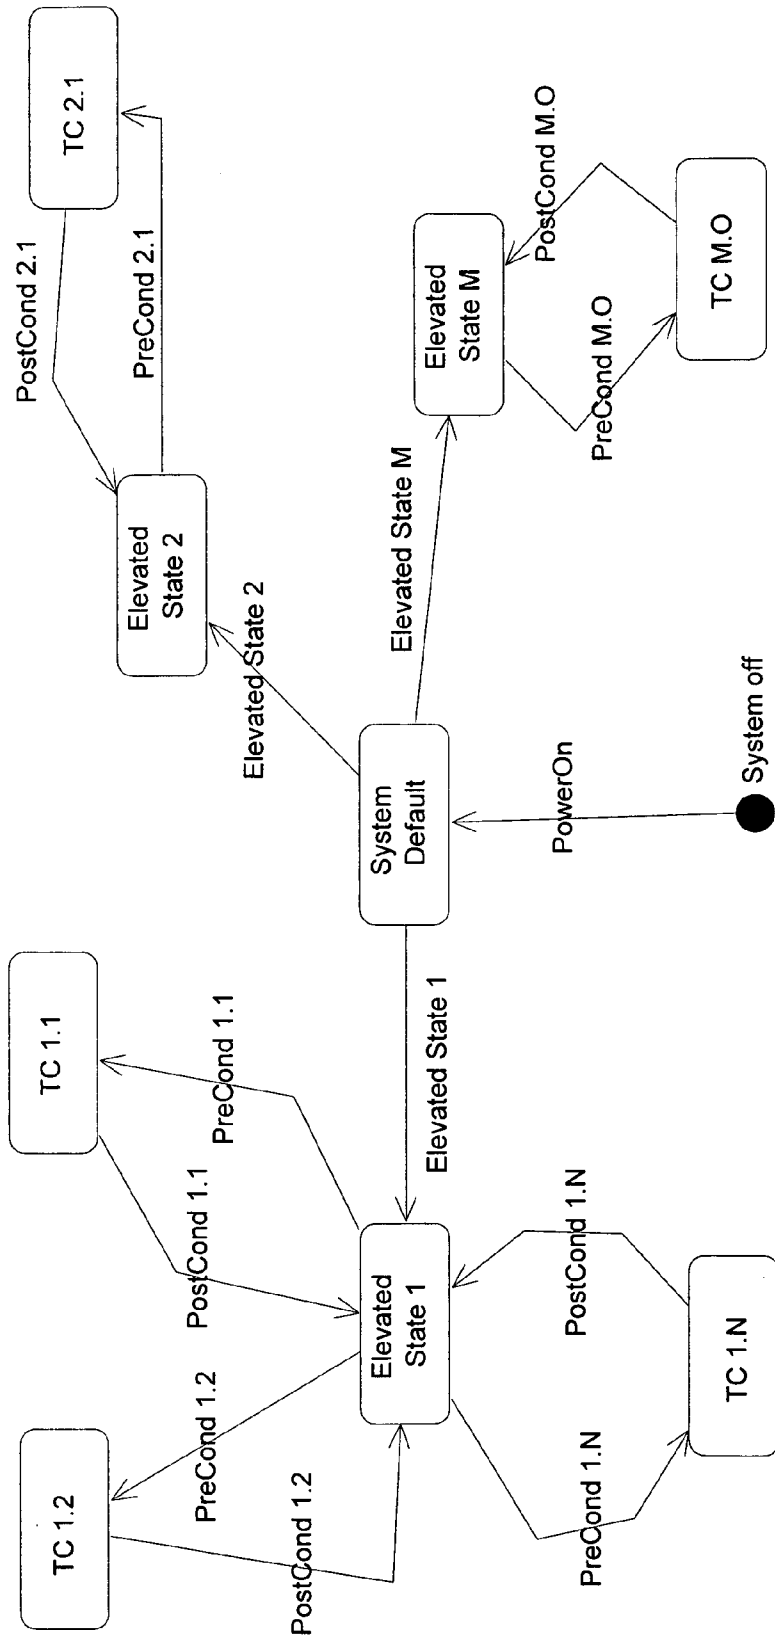 TC 1.2
PostCond 1.2
PreCond 1.2
TC 1.1
PostCond 1.1
PreCond 1.1
Elevated
State 1
PreCond 1.N
PostCond 1.N
TC 1.N
Elevated State 1
System
Default
PowerOn
System off
Elevated State 2
Elevated
State 2
PostCond 2.1
PreCond 2.1
TC 2.1
Elevated State M
Elevated
State M
PreCond M.O
PostCond M.O
TC M.O